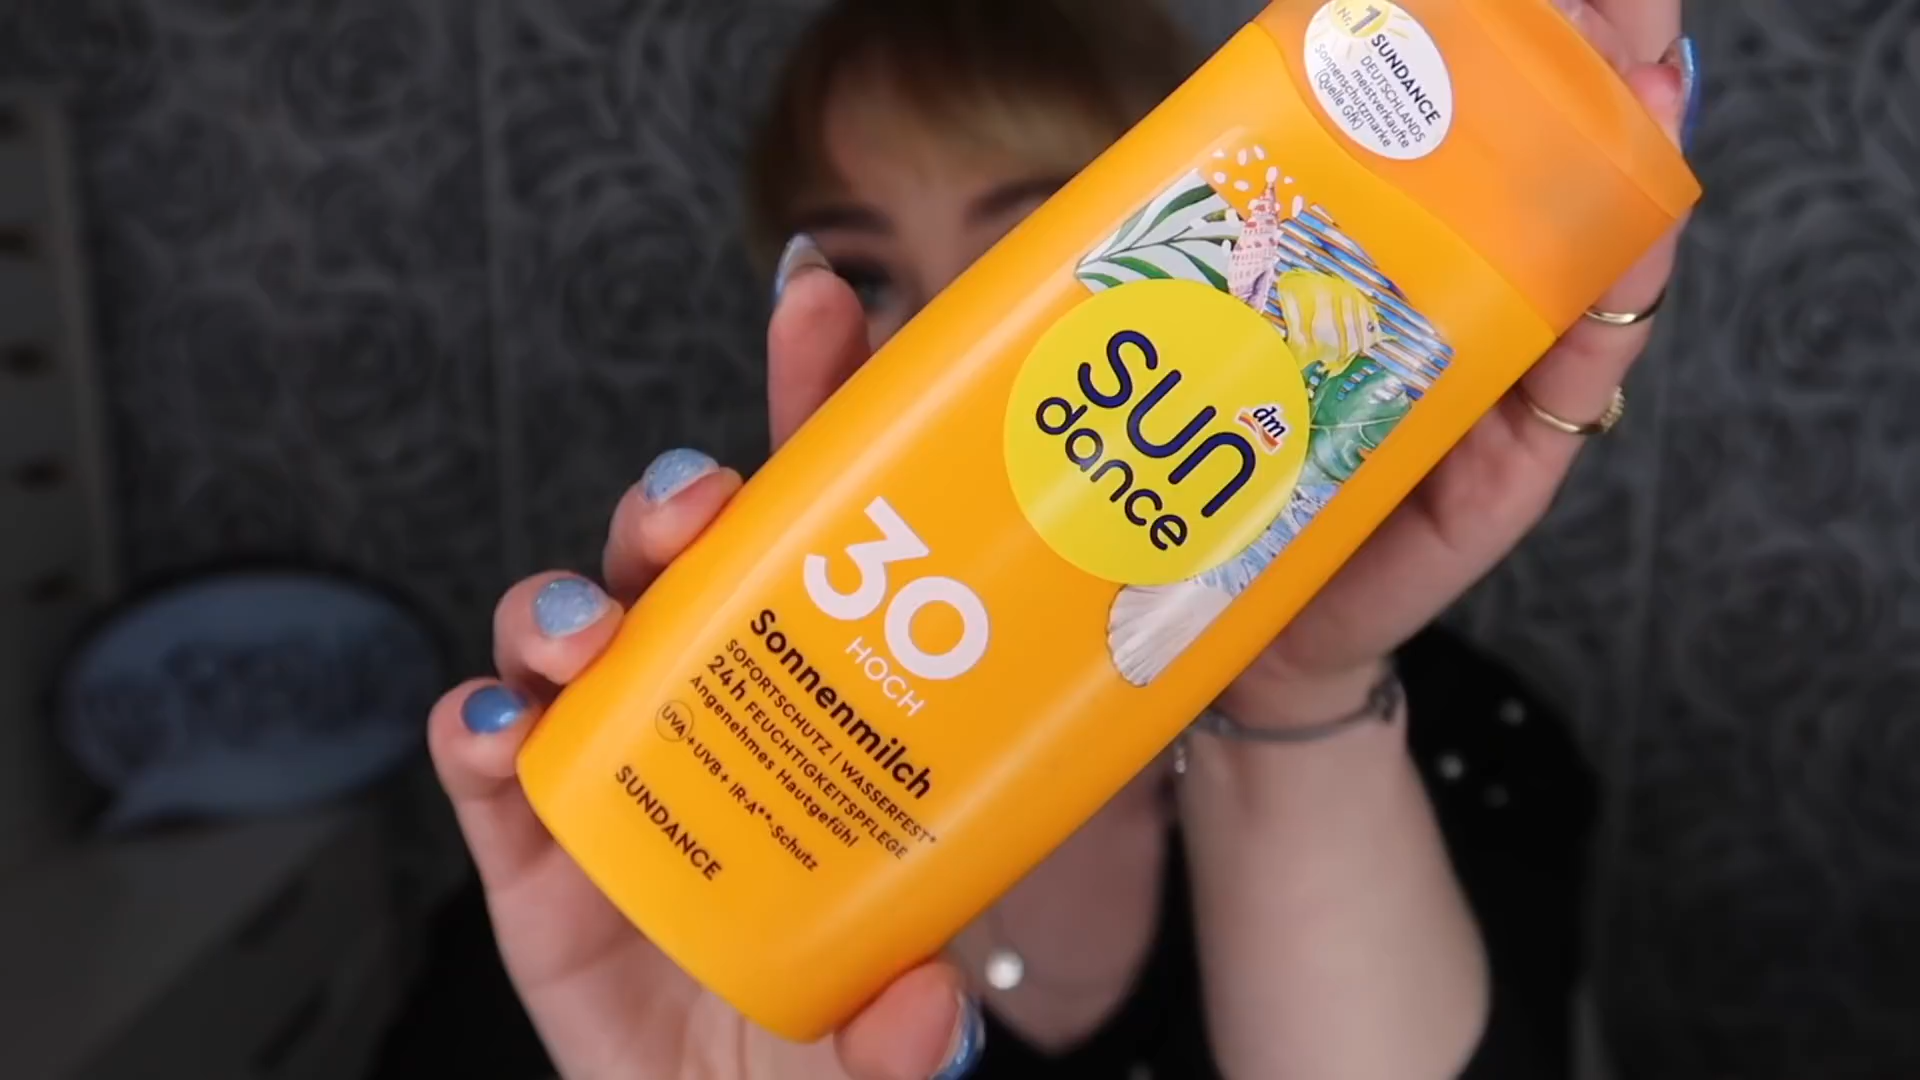 Nr. 1
SUNDANCE
DEUTSCHLANDS
meistverkaufte
Sonnenschutzmarke
(Quelle GfK)
sun
dance
dm
30
HOCH
Sonnenmilch
SOFORTSCHUTZ | WASSERFEST*
24h FEUCHTIGKEITSPFLEGE
Angenehmes Hautgefühl
UVA +UVB+ IR-A**-Schutz
SUNDANCE